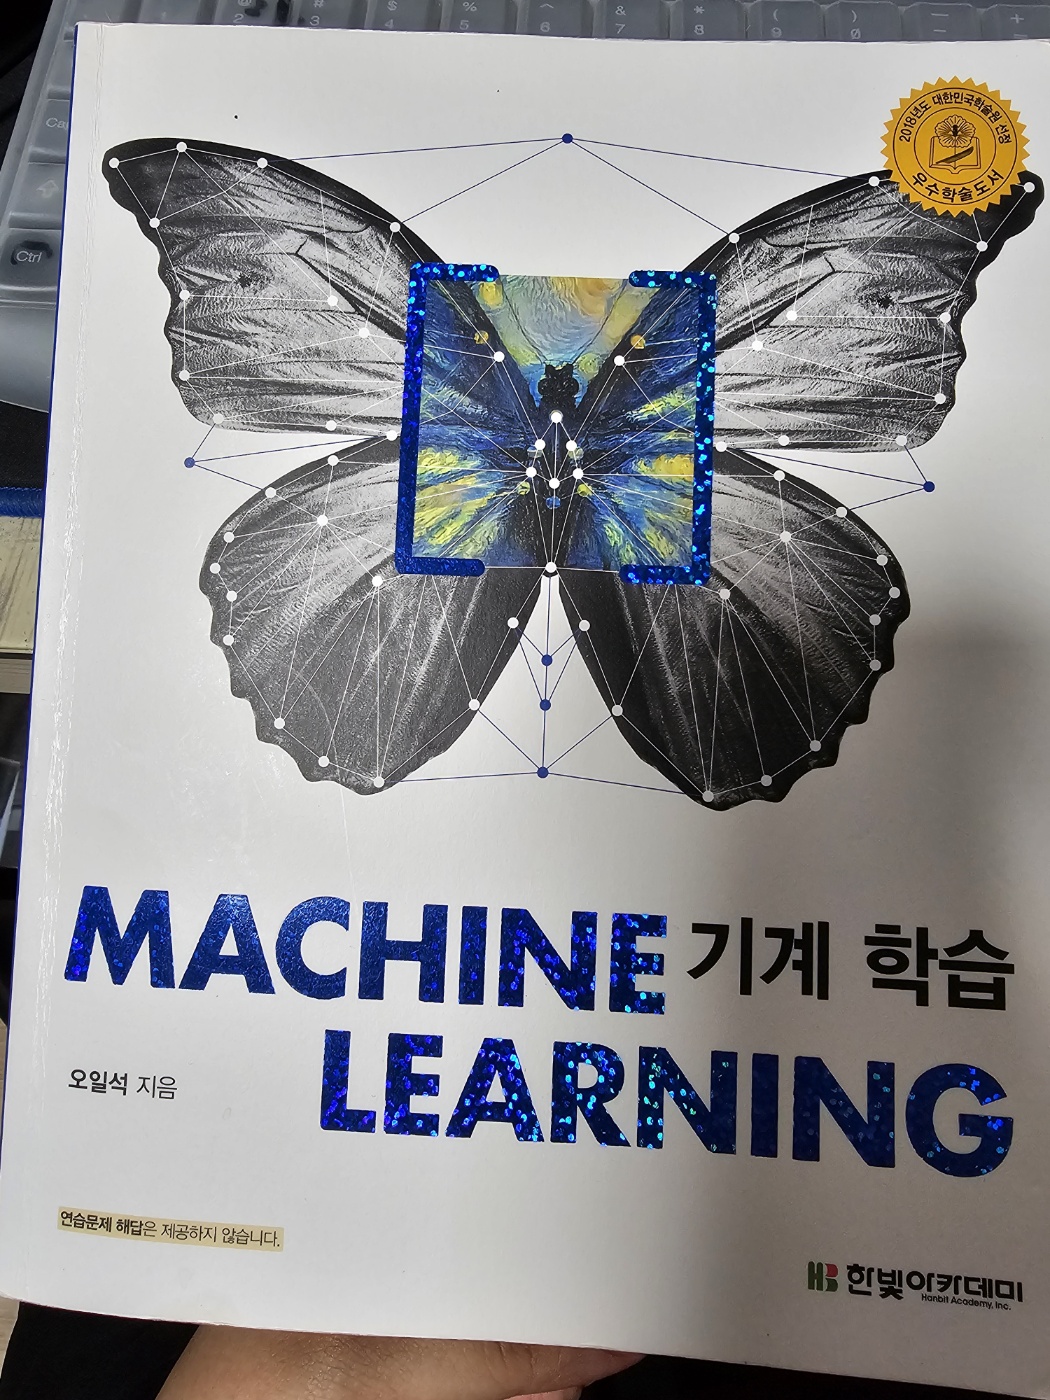 2018년도 대한민국학술원 선정
우수학술도서
MACHINE 기계 학습
LEARNING
오일석 지음
연습문제 해답은 제공하지 않습니다.
HB 한빛아카데미
Hanbit Academy, Inc.
Ctrl